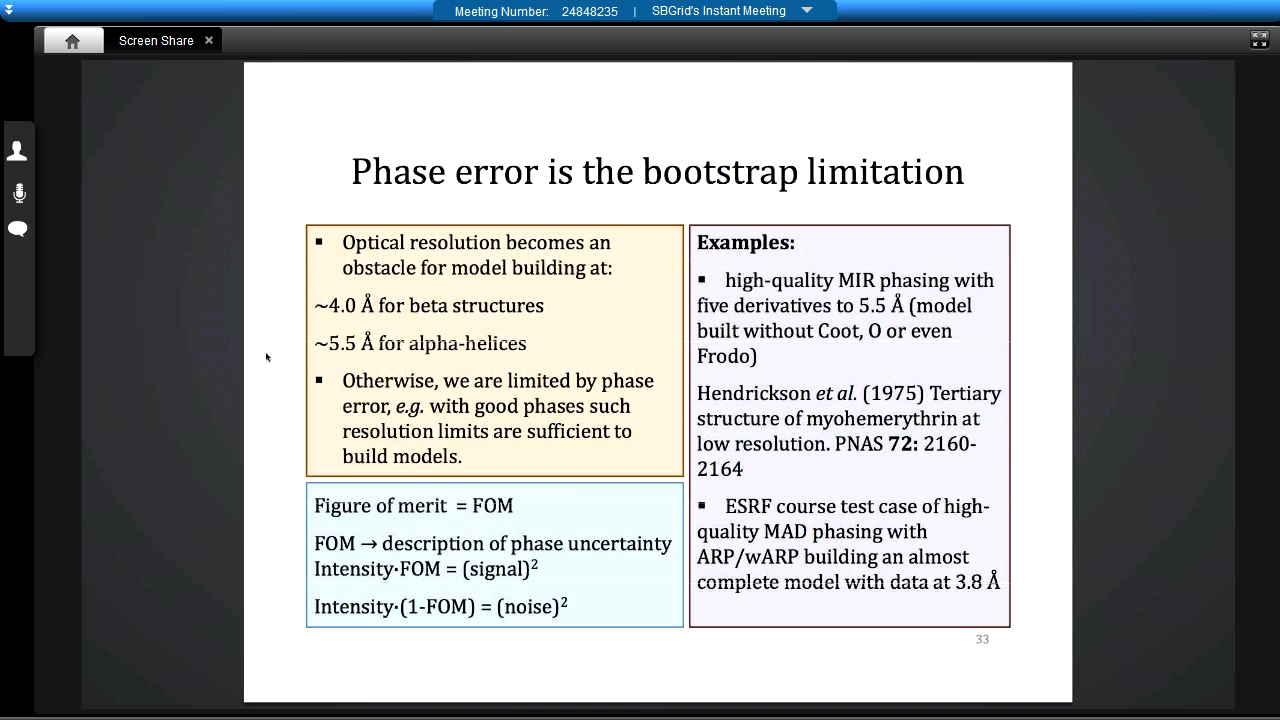 Meeting Number: 24848235 | SBGrid's Instant Meeting
Screen Share
Phase error is the bootstrap limitation
▪ Optical resolution becomes an
obstacle for model building at:
~4.0 Å for beta structures
~5.5 Å for alpha-helices
▪ Otherwise, we are limited by phase
error, e.g. with good phases such
resolution limits are sufficient to
build models.
Figure of merit = FOM
FOM → description of phase uncertainty
Intensity·FOM = (signal)²
Intensity·(1-FOM) = (noise)²
Examples:
▪ high-quality MIR phasing with
five derivatives to 5.5 Å (model
built without Coot, O or even
Frodo)
Hendrickson et al. (1975) Tertiary
structure of myohemerythrin at
low resolution. PNAS 72: 2160-
2164
▪ ESRF course test case of high-
quality MAD phasing with
ARP/wARP building an almost
complete model with data at 3.8 Å
33